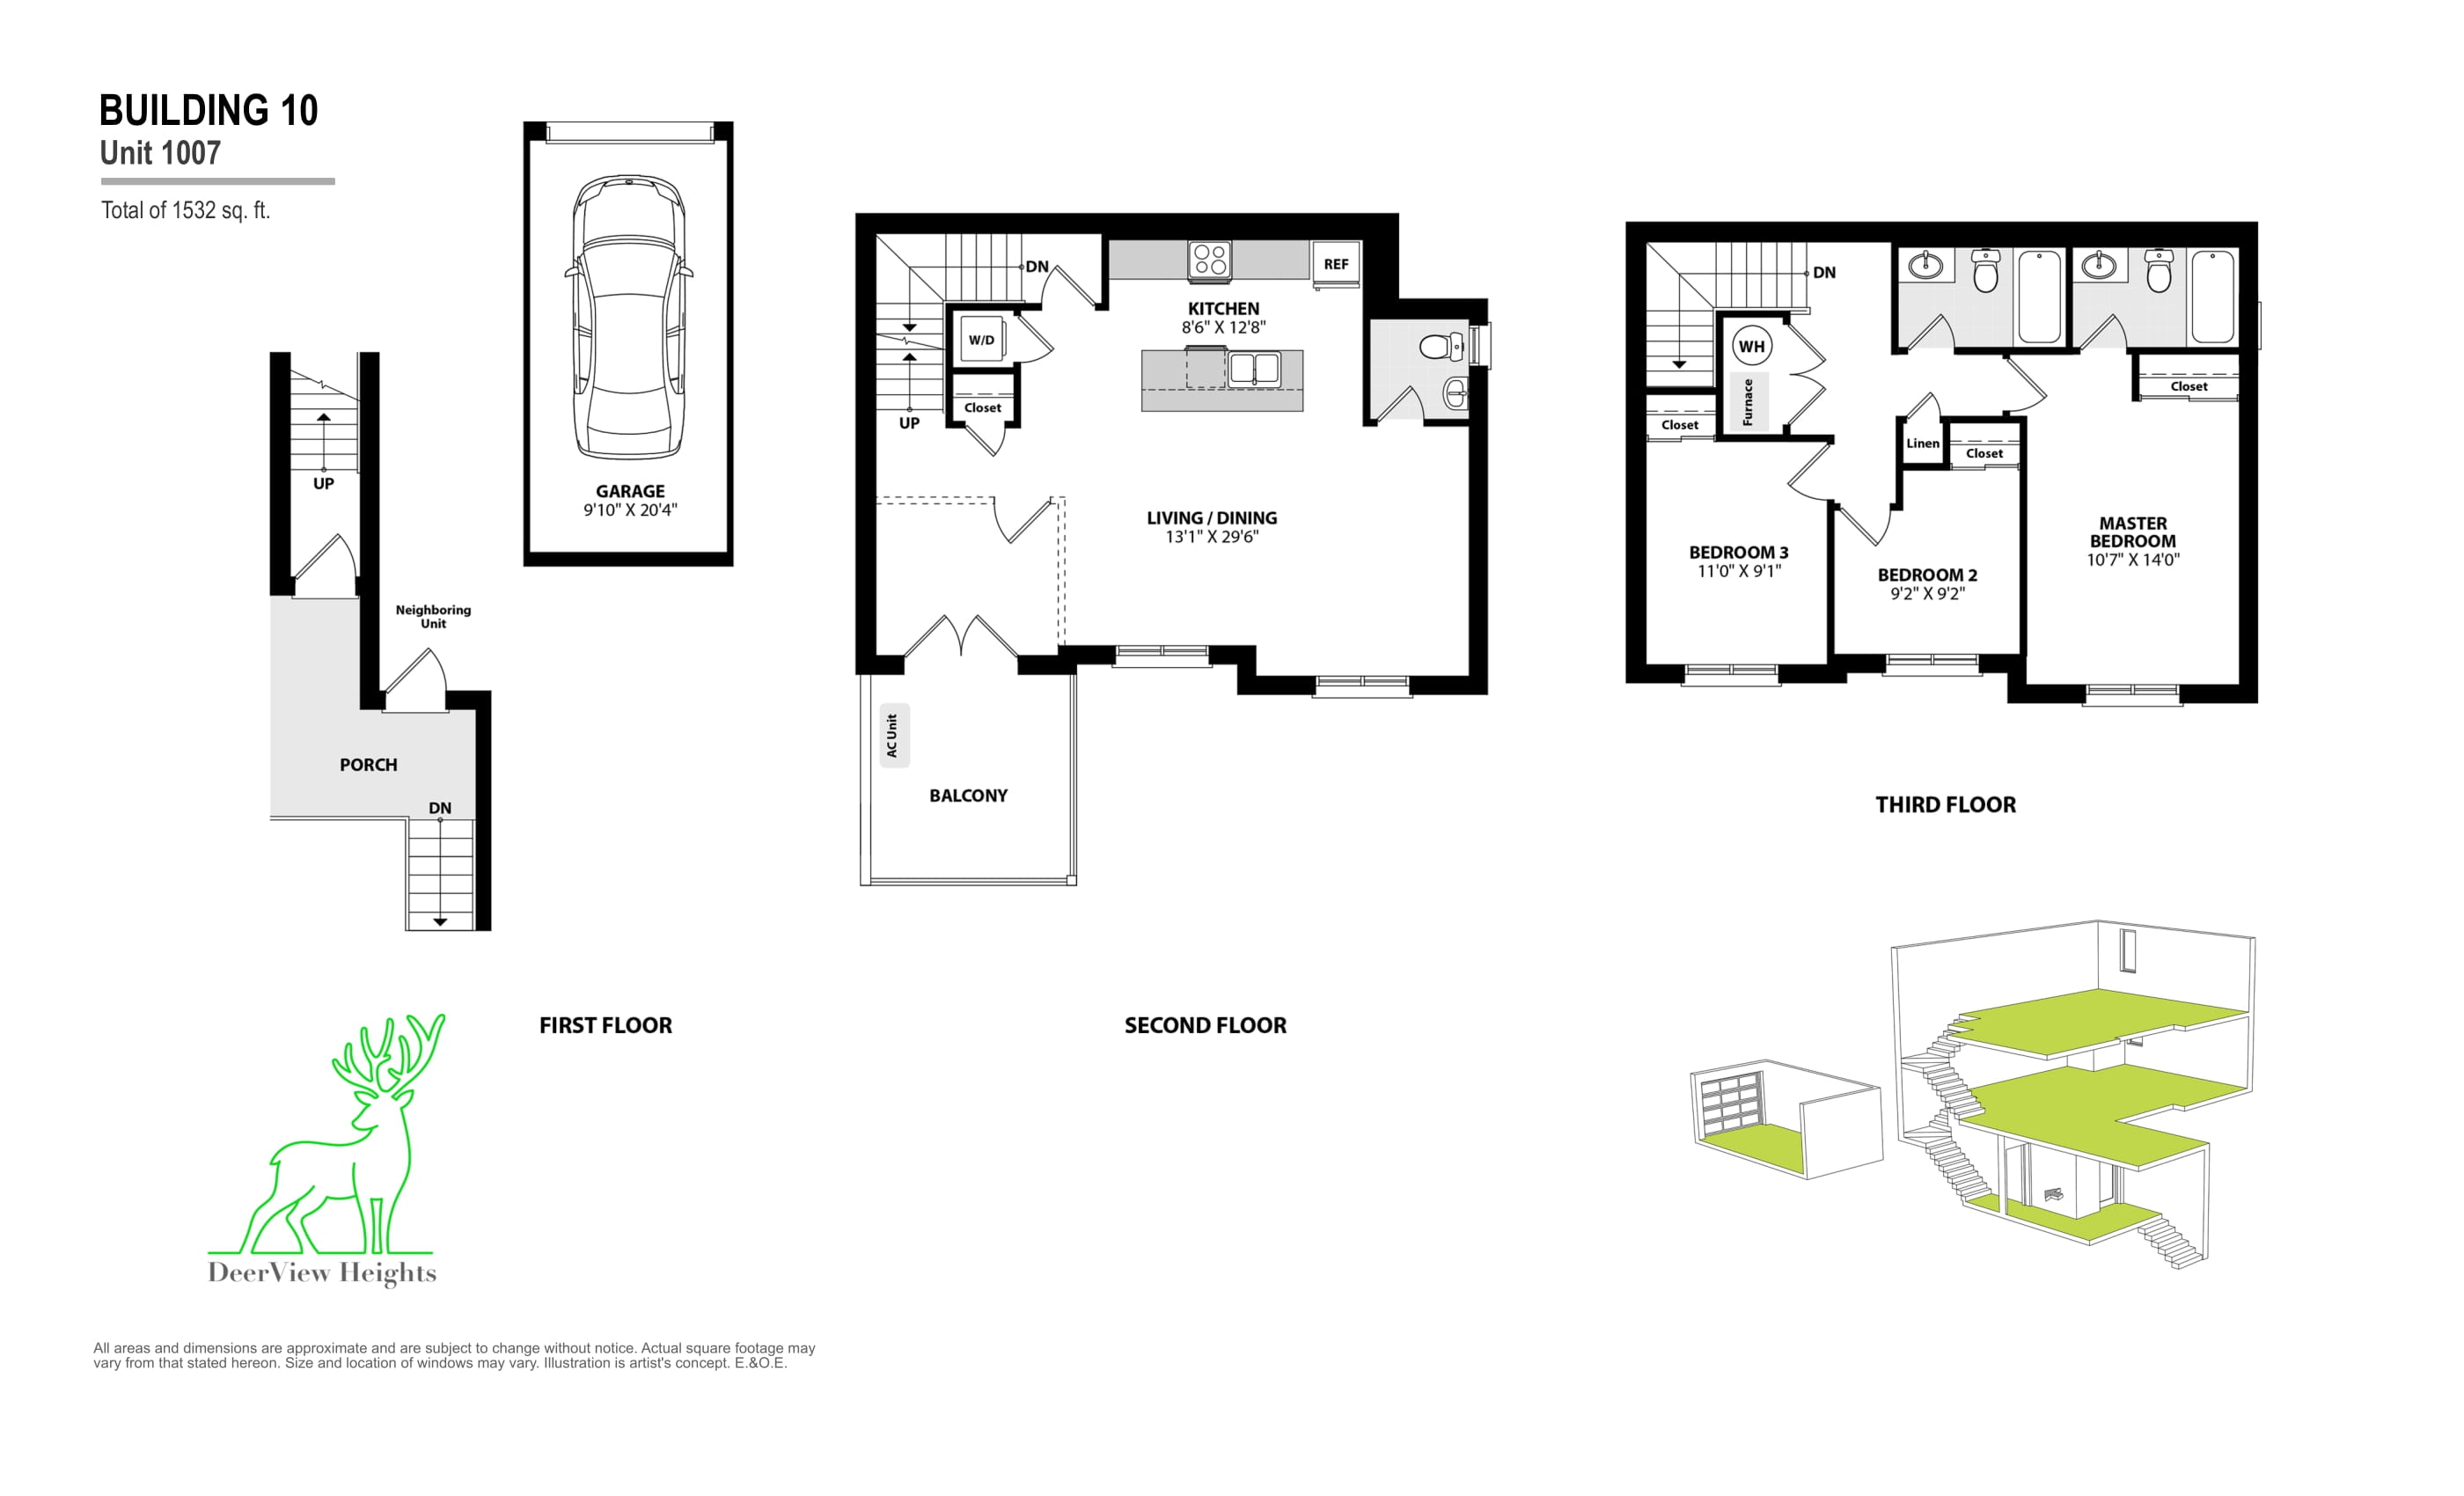 BUILDING 10
Unit 1007
Total of 1532 sq. ft.
UP
Neighboring
Unit
PORCH
DN
GARAGE
9'10" X 20'4"
FIRST FLOOR
DN
KITCHEN
8'6" X 12'8"
REF
W/D
Closet
UP
LIVING / DINING
13'1" X 29'6"
AC Unit
BALCONY
SECOND FLOOR
DN
WH
Furnace
Closet
Closet
Linen
Closet
BEDROOM 3
11'0" X 9'1"
BEDROOM 2
9'2" X 9'2"
MASTER
BEDROOM
10'7" X 14'0"
THIRD FLOOR
DeerView Heights
All areas and dimensions are approximate and are subject to change without notice. Actual square footage may
vary from that stated hereon. Size and location of windows may vary. Illustration is artist's concept. E.&O.E.